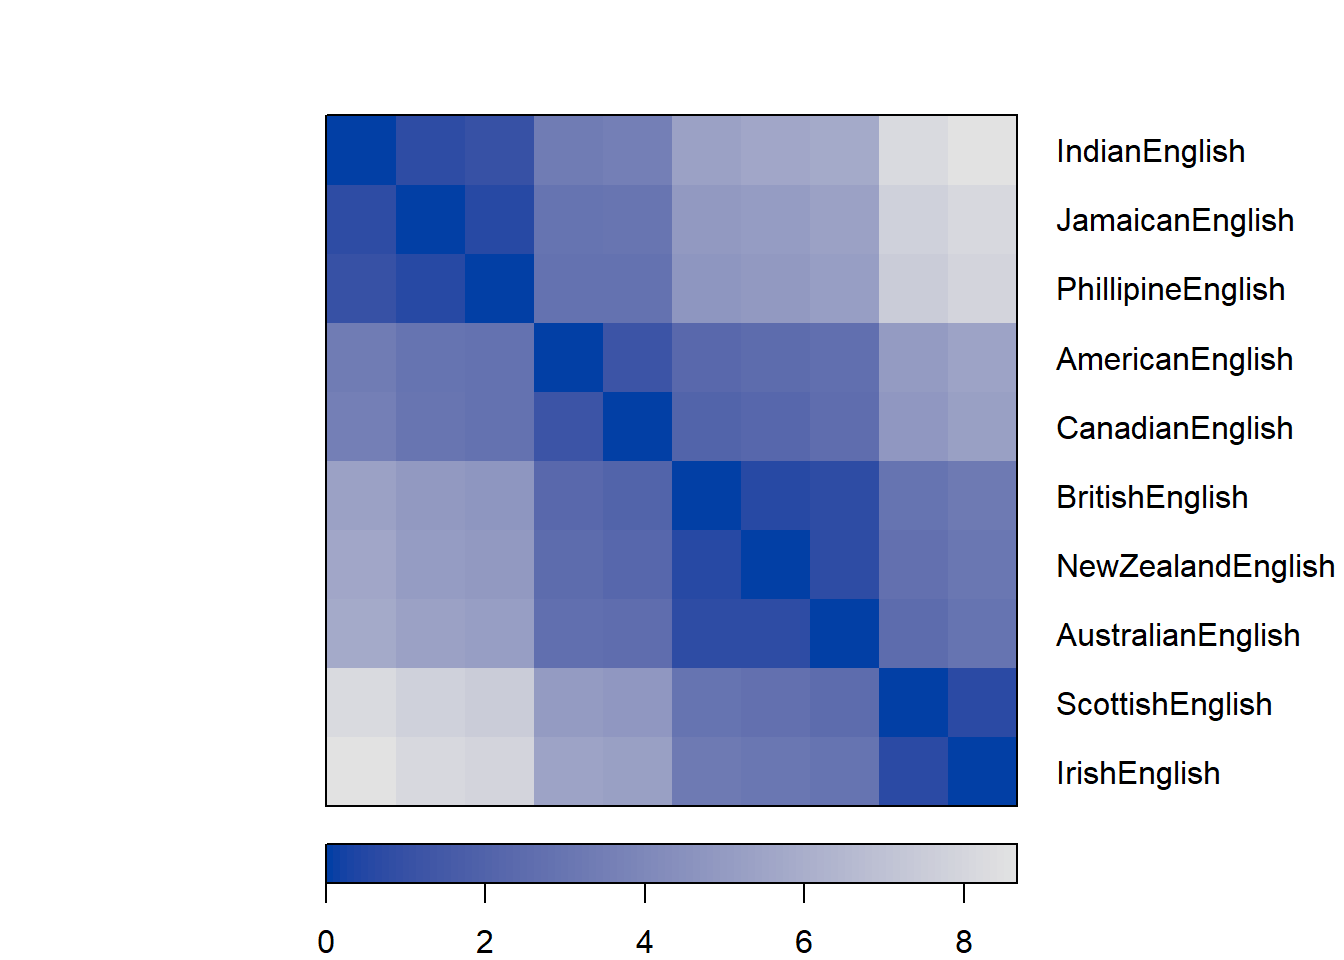 IndianEnglish
JamaicanEnglish
PhillipineEnglish
AmericanEnglish
CanadianEnglish
BritishEnglish
NewZealandEnglish
AustralianEnglish
ScottishEnglish
IrishEnglish
0 2 4 6 8